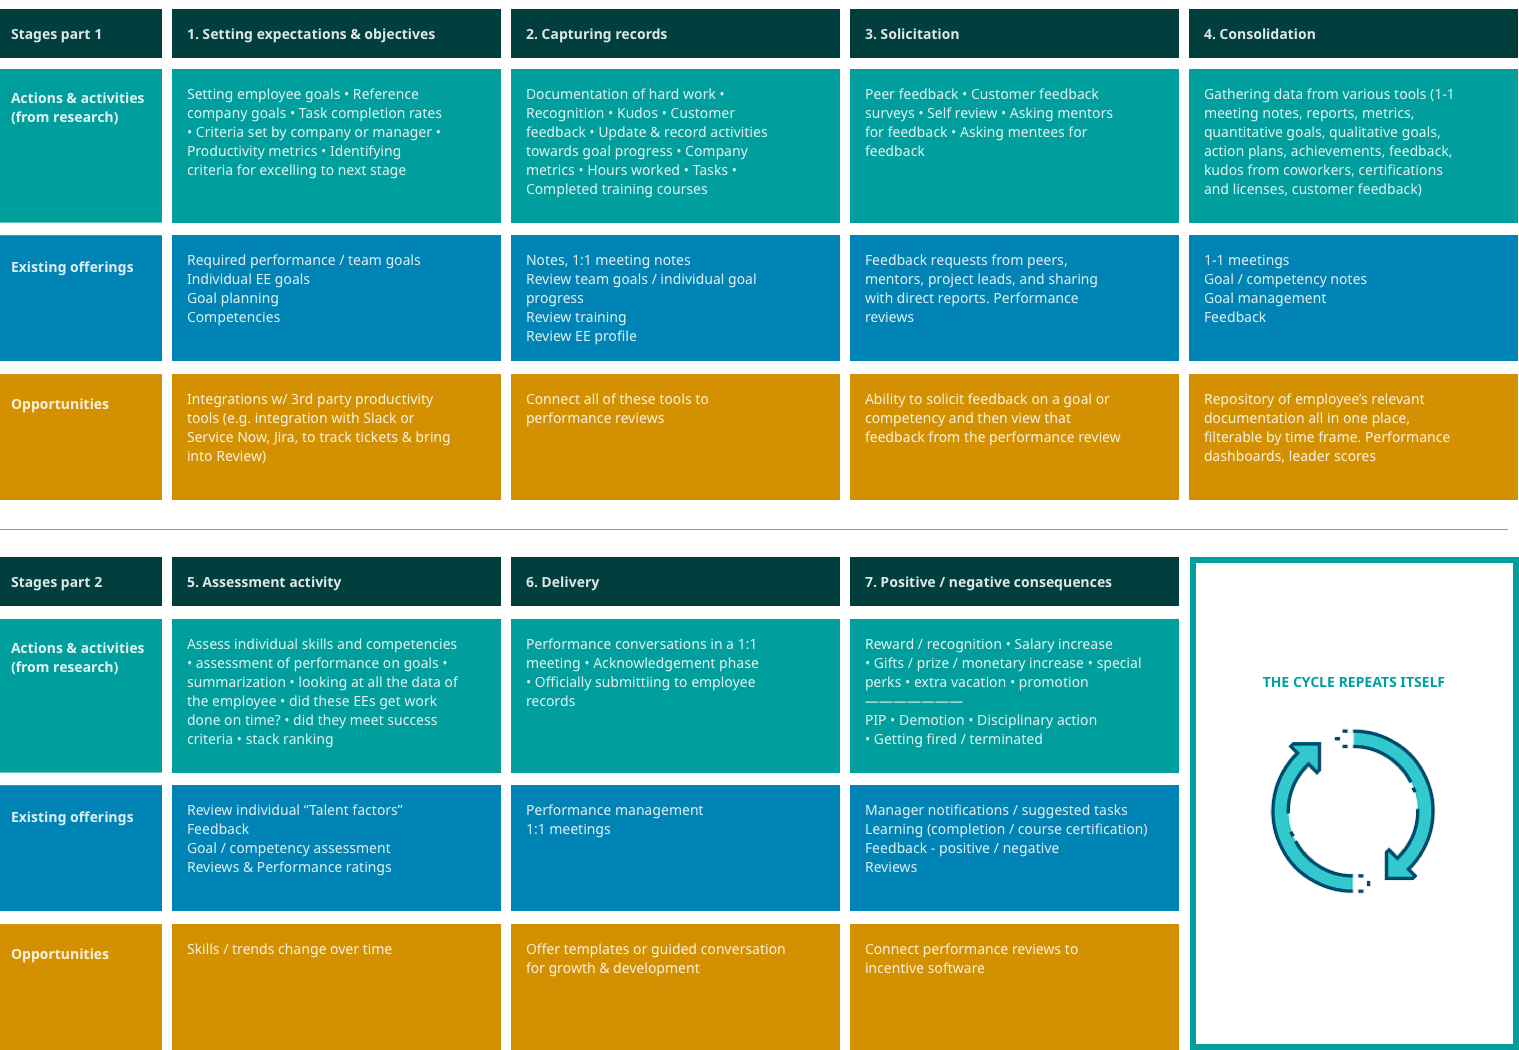 Stages part 1
1. Setting expectations & objectives
2. Capturing records
3. Solicitation
4. Consolidation
Actions & activities
(from research)
Setting employee goals • Reference
company goals • Task completion rates
• Criteria set by company or manager •
Productivity metrics • Identifying
criteria for excelling to next stage
Documentation of hard work •
Recognition • Kudos • Customer
feedback • Update & record activities
towards goal progress • Company
metrics • Hours worked • Tasks •
Completed training courses
Peer feedback • Customer feedback
surveys • Self review • Asking mentors
for feedback • Asking mentees for
feedback
Gathering data from various tools (1-1
meeting notes, reports, metrics,
quantitative goals, qualitative goals,
action plans, achievements, feedback,
kudos from coworkers, certifications
and licenses, customer feedback)
Existing offerings
Required performance / team goals
Individual EE goals
Goal planning
Competencies
Notes, 1:1 meeting notes
Review team goals / individual goal
progress
Review training
Review EE profile
Feedback requests from peers,
mentors, project leads, and sharing
with direct reports. Performance
reviews
1-1 meetings
Goal / competency notes
Goal management
Feedback
Opportunities
Integrations w/ 3rd party productivity
tools (e.g. integration with Slack or
Service Now, Jira, to track tickets & bring
into Review)
Connect all of these tools to
performance reviews
Ability to solicit feedback on a goal or
competency and then view that
feedback from the performance review
Repository of employee’s relevant
documentation all in one place,
filterable by time frame. Performance
dashboards, leader scores
Stages part 2
5. Assessment activity
6. Delivery
7. Positive / negative consequences
Actions & activities
(from research)
Assess individual skills and competencies
• assessment of performance on goals •
summarization • looking at all the data of
the employee • did these EEs get work
done on time? • did they meet success
criteria • stack ranking
Performance conversations in a 1:1
meeting • Acknowledgement phase
• Officially submittiing to employee
records
Reward / recognition • Salary increase
• Gifts / prize / monetary increase • special
perks • extra vacation • promotion
———————
PIP • Demotion • Disciplinary action
• Getting fired / terminated
THE CYCLE REPEATS ITSELF
Existing offerings
Review individual “Talent factors”
Feedback
Goal / competency assessment
Reviews & Performance ratings
Performance management
1:1 meetings
Manager notifications / suggested tasks
Learning (completion / course certification)
Feedback - positive / negative
Reviews
Opportunities
Skills / trends change over time
Offer templates or guided conversation
for growth & development
Connect performance reviews to
incentive software